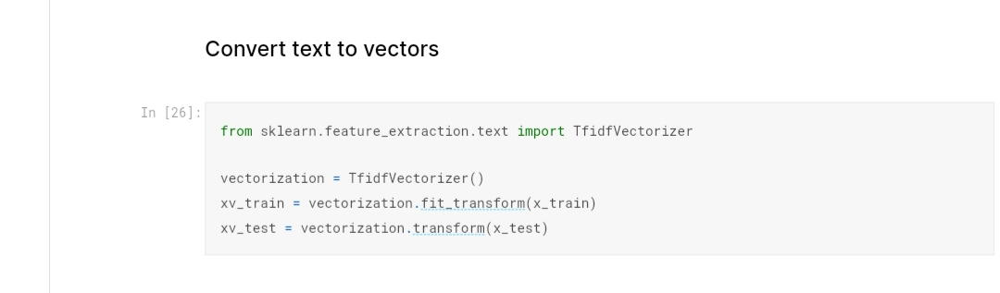 Convert text to vectors
In [26]:
from sklearn.feature_extraction.text import TfidfVectorizer
vectorization = TfidfVectorizer()
xv_train = vectorization.fit_transform(x_train)
xv_test = vectorization.transform(x_test)